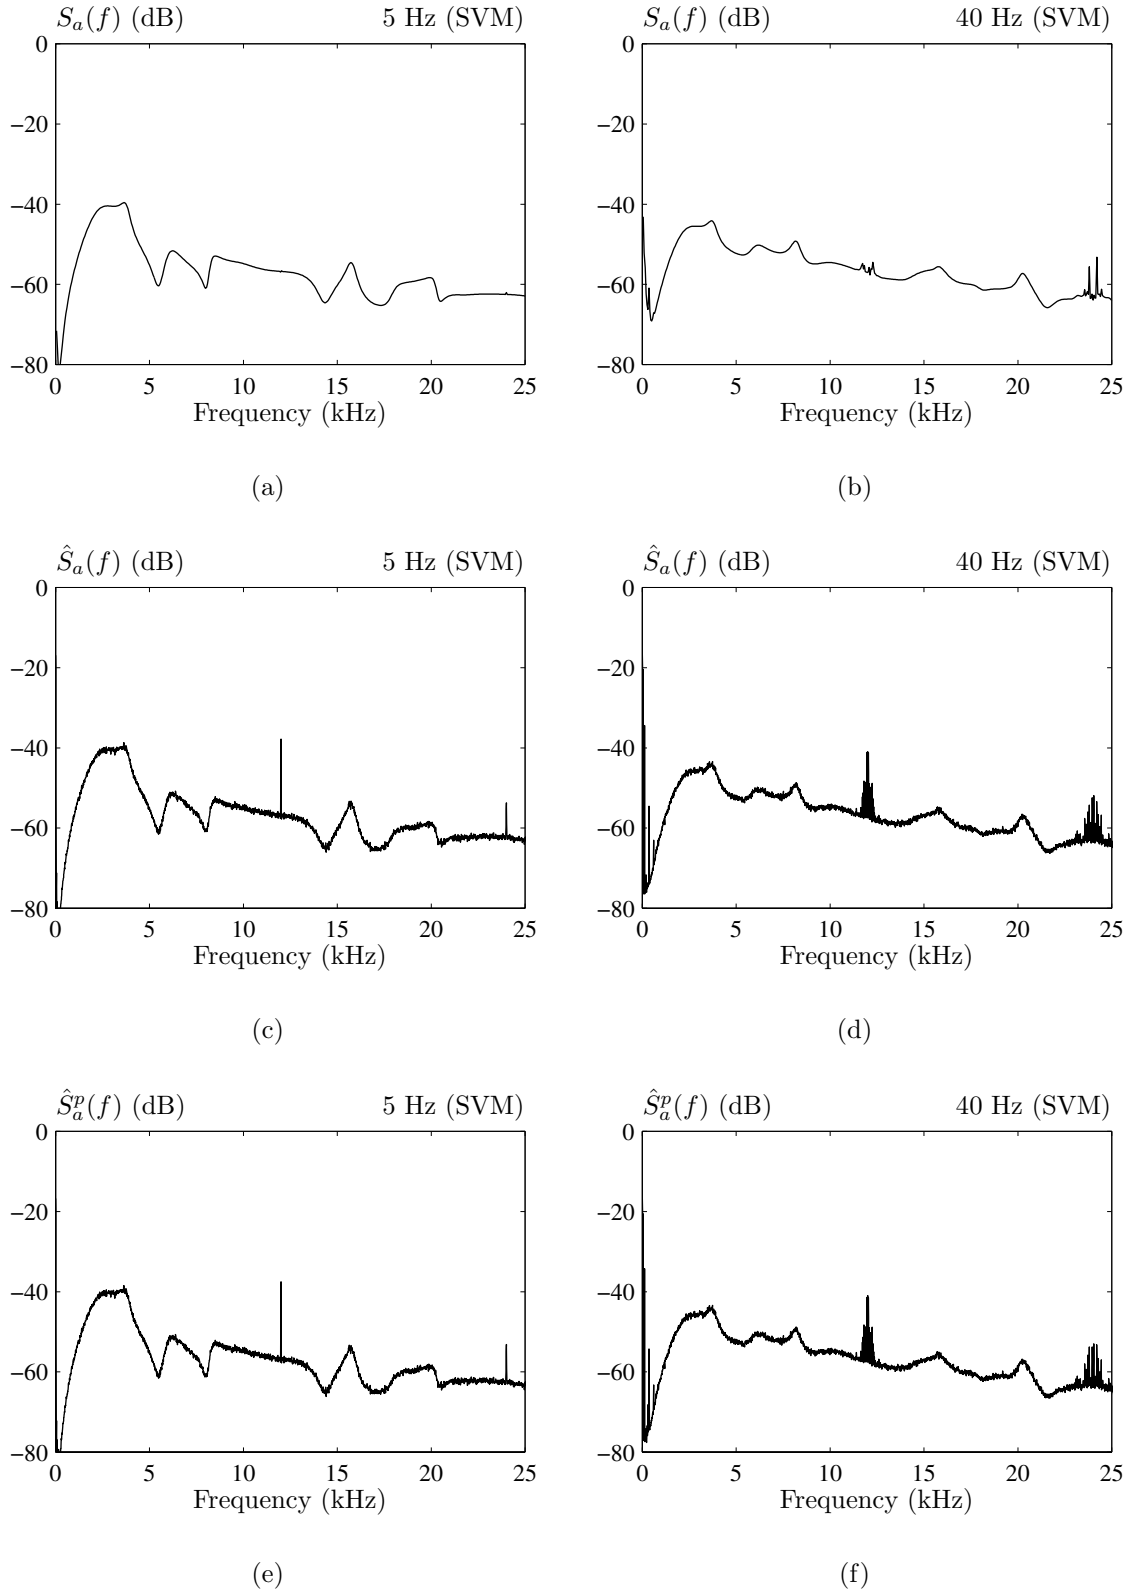 S_a(f) (dB) 5 Hz (SVM)
0
−20
−40
−60
−80
0 5 10 15 20 25
Frequency (kHz)
(a)
S_a(f) (dB) 40 Hz (SVM)
0
−20
−40
−60
−80
0 5 10 15 20 25
Frequency (kHz)
(b)
Ŝ_a(f) (dB) 5 Hz (SVM)
0
−20
−40
−60
−80
0 5 10 15 20 25
Frequency (kHz)
(c)
Ŝ_a(f) (dB) 40 Hz (SVM)
0
−20
−40
−60
−80
0 5 10 15 20 25
Frequency (kHz)
(d)
Ŝ_a^p(f) (dB) 5 Hz (SVM)
0
−20
−40
−60
−80
0 5 10 15 20 25
Frequency (kHz)
(e)
Ŝ_a^p(f) (dB) 40 Hz (SVM)
0
−20
−40
−60
−80
0 5 10 15 20 25
Frequency (kHz)
(f)